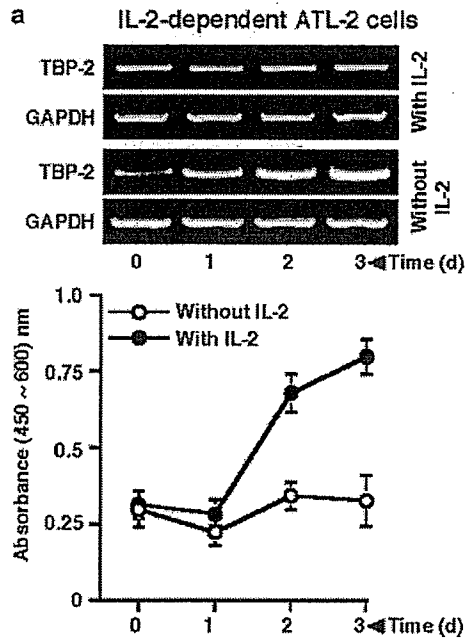 a
IL-2-dependent ATL-2 cells
TBP-2
GAPDH
With IL-2
TBP-2
GAPDH
Without IL-2
0 1 2 3 Time (d)
1.0
0.75
0.5
0.25
0
Absorbance (450 ~ 600) nm
Without IL-2
With IL-2
0 1 2 3 Time (d)